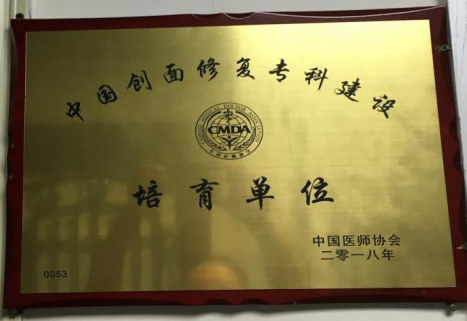 中国创面修复专科建设
CMDA
培育单位
中国医师协会
二零一八年
0053